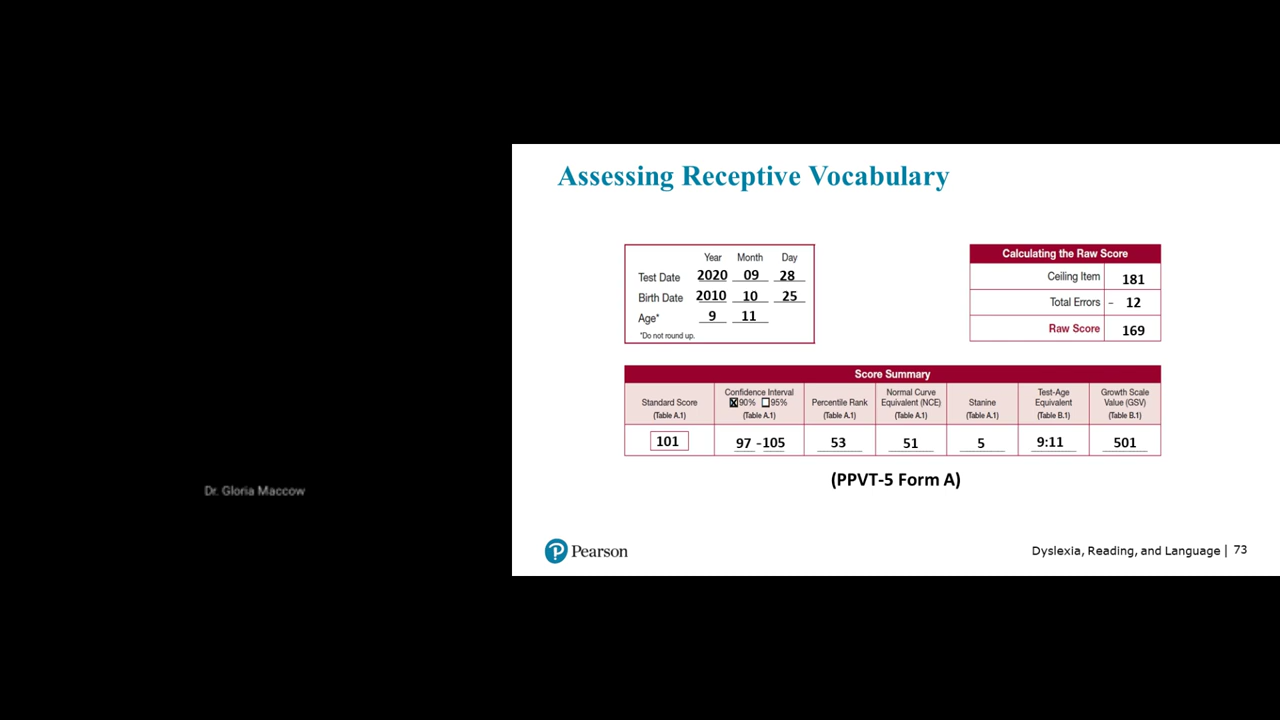 Assessing Receptive Vocabulary
Year Month Day
Test Date 2020 09 28
Birth Date 2010 10 25
Age* 9 11
*Do not round up.
Calculating the Raw Score
Ceiling Item 181
Total Errors – 12
Raw Score 169
Score Summary
Standard Score (Table A.1)
Confidence Interval
☒90% ☐95%
(Table A.1)
Percentile Rank (Table A.1)
Normal Curve
Equivalent (NCE)
(Table A.1)
Stanine
(Table A.1)
Test-Age
Equivalent
(Table B.1)
Growth Scale
Value (GSV)
(Table B.1)
101 97 - 105 53 51 5 9:11 501
(PPVT-5 Form A)
Dr. Gloria Maccow
Pearson
Dyslexia, Reading, and Language | 73